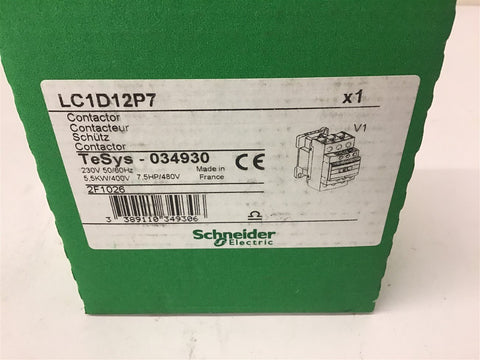 LC1D12P7 x1
Contactor
Contacteur
Schütz
Contactor
V1
TeSys - 034930
230V 50/60Hz
5,5KW/400V 7,5HP/480V
Made in
France
CE
2F1026
3 389110 349306
Schneider
Electric